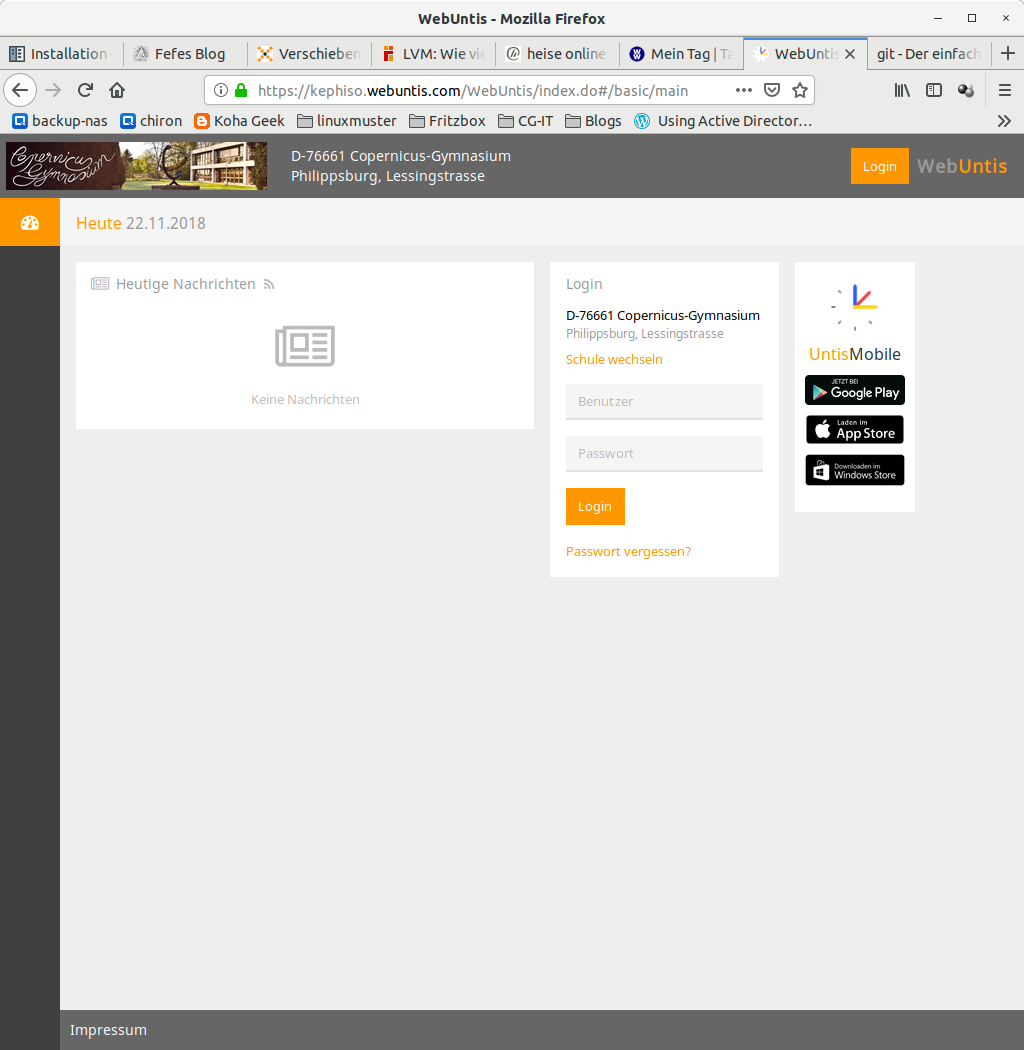 WebUntis - Mozilla Firefox
Installation
Fefes Blog
Verschieben
LVM: Wie vie
heise online
Mein Tag | Ta
WebUntis
git - Der einfach
https://kephiso.webuntis.com/WebUntis/index.do#/basic/main
backup-nas
chiron
Koha Geek
linuxmuster
Fritzbox
CG-IT
Blogs
Using Active Director…
Copernicus
Gymnasium
D-76661 Copernicus-Gymnasium
Philippsburg, Lessingstrasse
Login
WebUntis
Heute 22.11.2018
Heutige Nachrichten
Keine Nachrichten
Login
D-76661 Copernicus-Gymnasium
Philippsburg, Lessingstrasse
Schule wechseln
Benutzer
Passwort
Login
Passwort vergessen?
UntisMobile
JETZT BEI
Google Play
Laden im
App Store
Downloaden im
Windows Store
Impressum